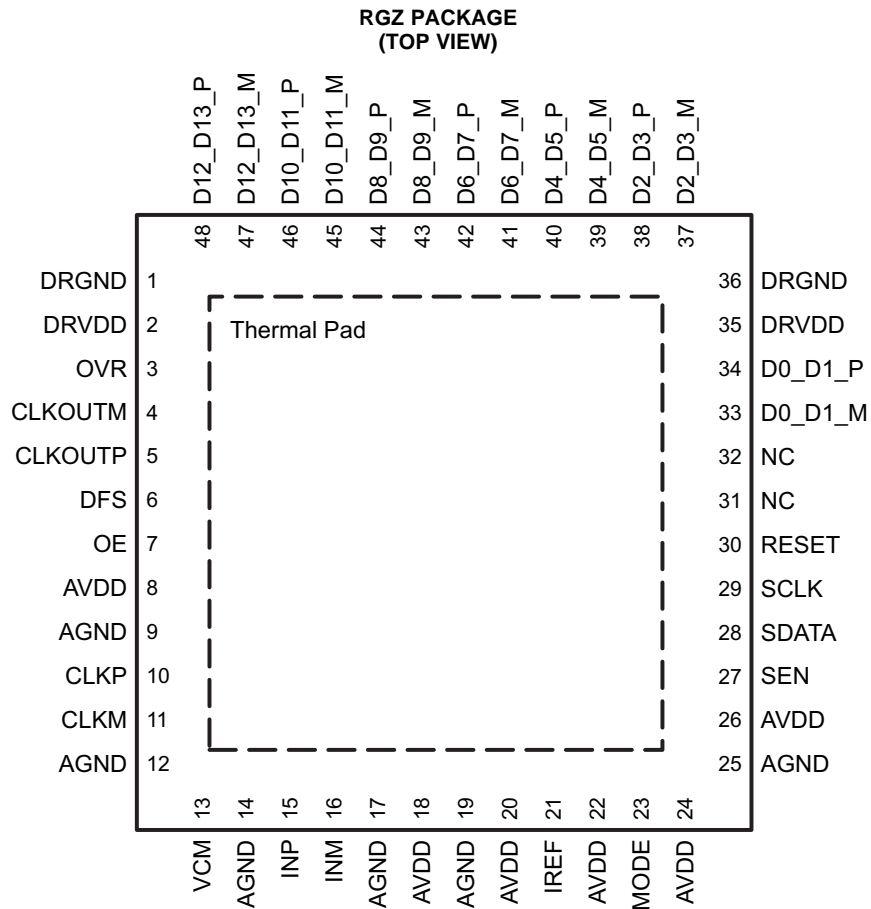 RGZ PACKAGE
(TOP VIEW)
D12_D13_P
D12_D13_M
D10_D11_P
D10_D11_M
D8_D9_P
D8_D9_M
D6_D7_P
D6_D7_M
D4_D5_P
D4_D5_M
D2_D3_P
D2_D3_M
48 47 46 45 44 43 42 41 40 39 38 37
DRGND 1
DRVDD 2
OVR 3
CLKOUTM 4
CLKOUTP 5
DFS 6
OE 7
AVDD 8
AGND 9
CLKP 10
CLKM 11
AGND 12
Thermal Pad
36 DRGND
35 DRVDD
34 D0_D1_P
33 D0_D1_M
32 NC
31 NC
30 RESET
29 SCLK
28 SDATA
27 SEN
26 AVDD
25 AGND
13 14 15 16 17 18 19 20 21 22 23 24
VCM
AGND
INP
INM
AGND
AVDD
AGND
AVDD
IREF
AVDD
MODE
AVDD